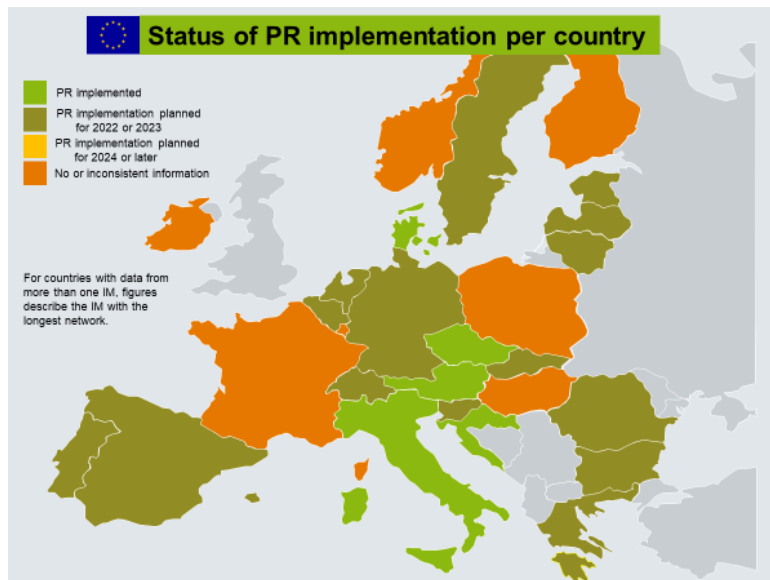 Status of PR implementation per country
PR implemented
PR implementation planned
for 2022 or 2023
PR implementation planned
for 2024 or later
No or inconsistent information
For countries with data from
more than one IM, figures
describe the IM with the
longest network.